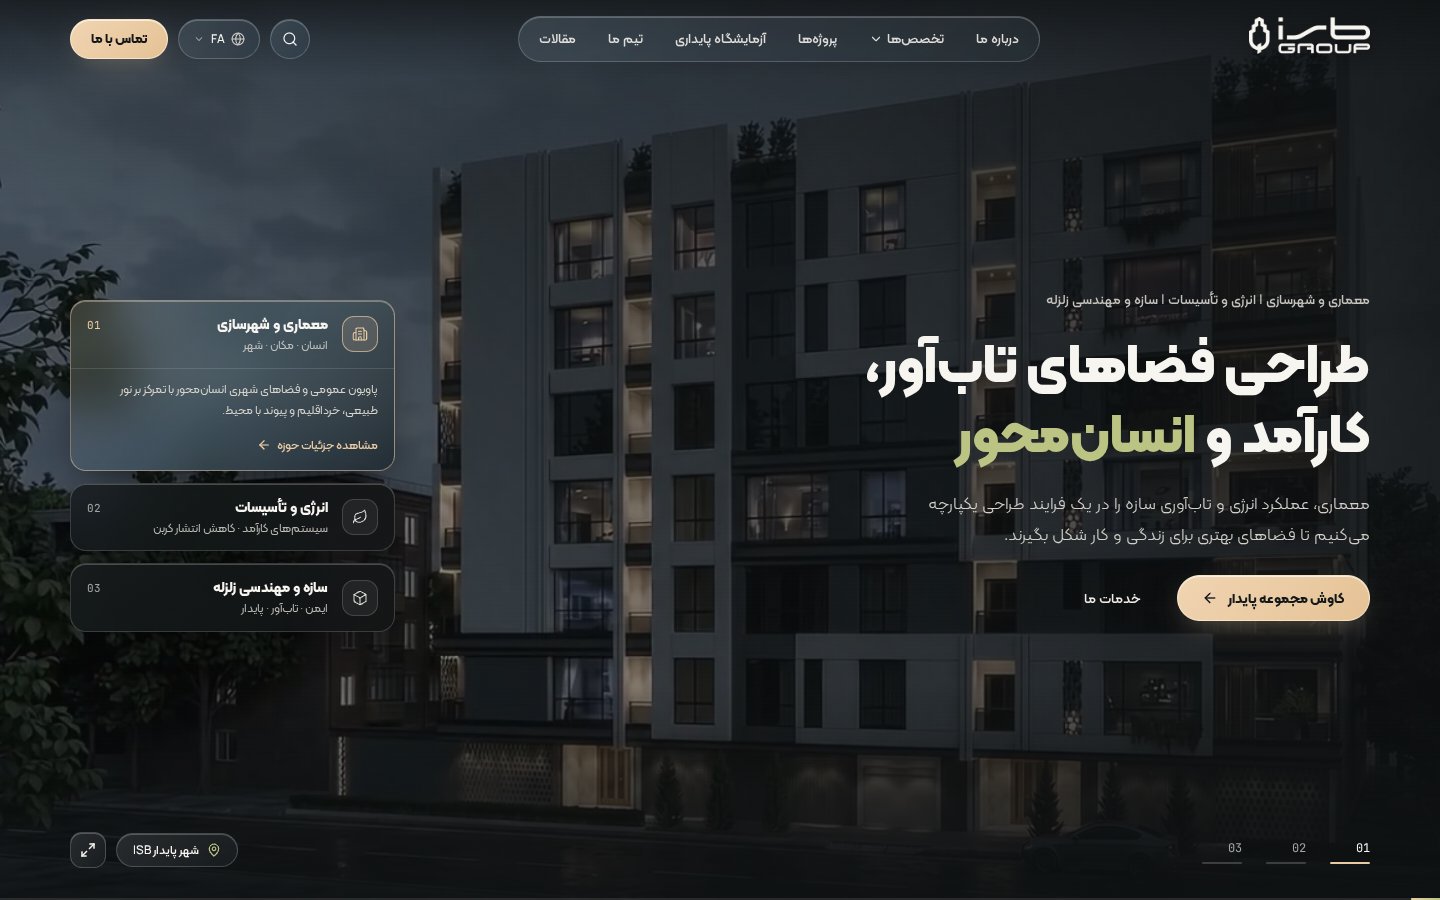 isb
GROUP
درباره ما
تخصص‌ها
پروژه‌ها
آزمایشگاه پایداری
تیم ما
مقالات
FA
تماس با ما
معماری و شهرسازی | انرژی و تأسیسات | سازه و مهندسی زلزله
طراحی فضاهای تاب‌آور،
کارآمد و انسان‌محور
معماری، عملکرد انرژی و تاب‌آوری سازه را در یک فرایند طراحی یکپارچه
می‌کنیم تا فضاهای بهتری برای زندگی و کار شکل بگیرند.
کاوش مجموعه پایدار
خدمات ما
معماری و شهرسازی
01
انسان · مکان · شهر
پاویون عمومی و فضاهای شهری انسان‌محور با تمرکز بر نور
طبیعی، خرداقلیم و پیوند با محیط.
مشاهده جزئیات حوزه
انرژی و تأسیسات
02
سیستم‌های کارآمد · کاهش انتشار کربن
سازه و مهندسی زلزله
03
ایمن · تاب‌آور · پایدار
01
02
03
شهر پایدار ISB